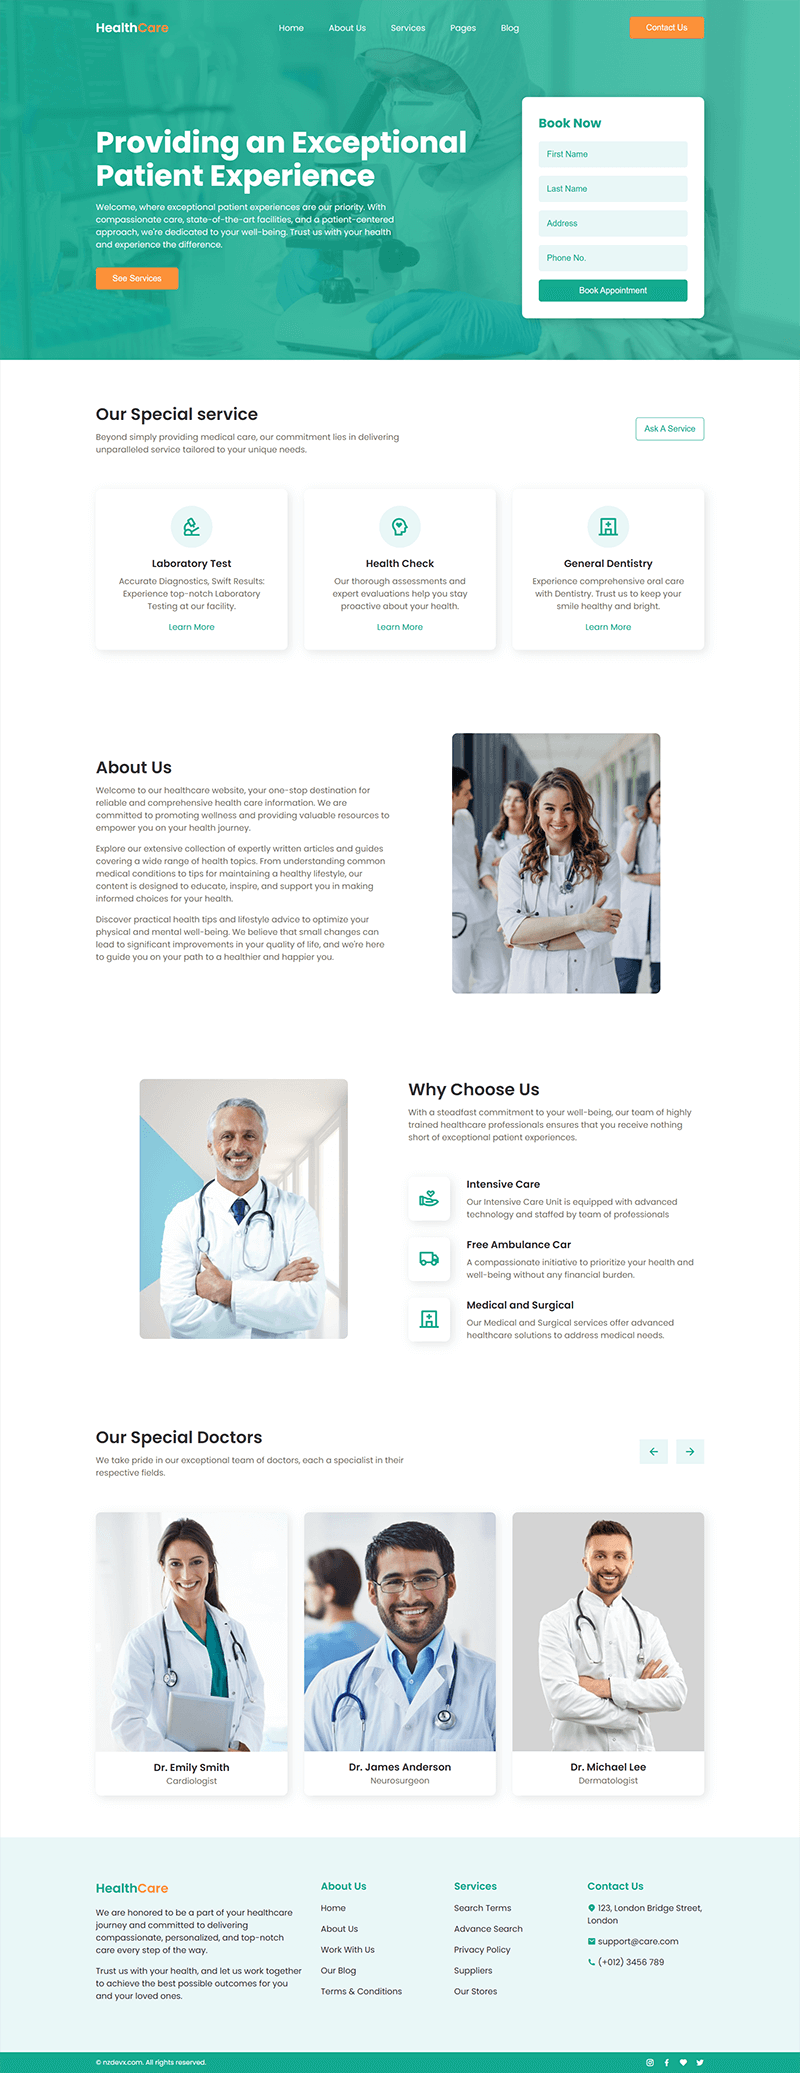 HealthCare
Home
About Us
Services
Pages
Blog
Contact Us
Providing an Exceptional
Patient Experience
Welcome, where exceptional patient experiences are our priority. With
compassionate care, state-of-the-art facilities, and a patient-centered
approach, we're dedicated to your well-being. Trust us with your health
and experience the difference.
See Services
Book Now
First Name
Last Name
Address
Phone No.
Book Appointment
Our Special service
Beyond simply providing medical care, our commitment lies in delivering
unparalleled service tailored to your unique needs.
Ask A Service
Laboratory Test
Accurate Diagnostics, Swift Results:
Experience top-notch Laboratory
Testing at our facility.
Learn More
Health Check
Our thorough assessments and
expert evaluations help you stay
proactive about your health.
Learn More
General Dentistry
Experience comprehensive oral care
with Dentistry. Trust us to keep your
smile healthy and bright.
Learn More
About Us
Welcome to our healthcare website, your one-stop destination for
reliable and comprehensive health care information. We are
committed to promoting wellness and providing valuable resources to
empower you on your health journey.
Explore our extensive collection of expertly written articles and guides
covering a wide range of health topics. From understanding common
medical conditions to tips for maintaining a healthy lifestyle, our
content is designed to educate, inspire, and support you in making
informed choices for your health.
Discover practical health tips and lifestyle advice to optimize your
physical and mental well-being. We believe that small changes can
lead to significant improvements in your quality of life, and we're here
to guide you on your path to a healthier and happier you.
Why Choose Us
With a steadfast commitment to your well-being, our team of highly
trained healthcare professionals ensures that you receive nothing
short of exceptional patient experiences.
Intensive Care
Our Intensive Care Unit is equipped with advanced
technology and staffed by team of professionals
Free Ambulance Car
A compassionate initiative to prioritize your health and
well-being without any financial burden.
Medical and Surgical
Our Medical and Surgical services offer advanced
healthcare solutions to address medical needs.
Our Special Doctors
We take pride in our exceptional team of doctors, each a specialist in their
respective fields.
Dr. Emily Smith
Cardiologist
Dr. James Anderson
Neurosurgeon
Dr. Michael Lee
Dermatologist
HealthCare
We are honored to be a part of your healthcare
journey and committed to delivering
compassionate, personalized, and top-notch
care every step of the way.
Trust us with your health, and let us work together
to achieve the best possible outcomes for you
and your loved ones.
About Us
Home
About Us
Work With Us
Our Blog
Terms & Conditions
Services
Search Terms
Advance Search
Privacy Policy
Suppliers
Our Stores
Contact Us
123, London Bridge Street,
London
support@care.com
(+012) 3456 789
© nzdevx.com. All rights reserved.